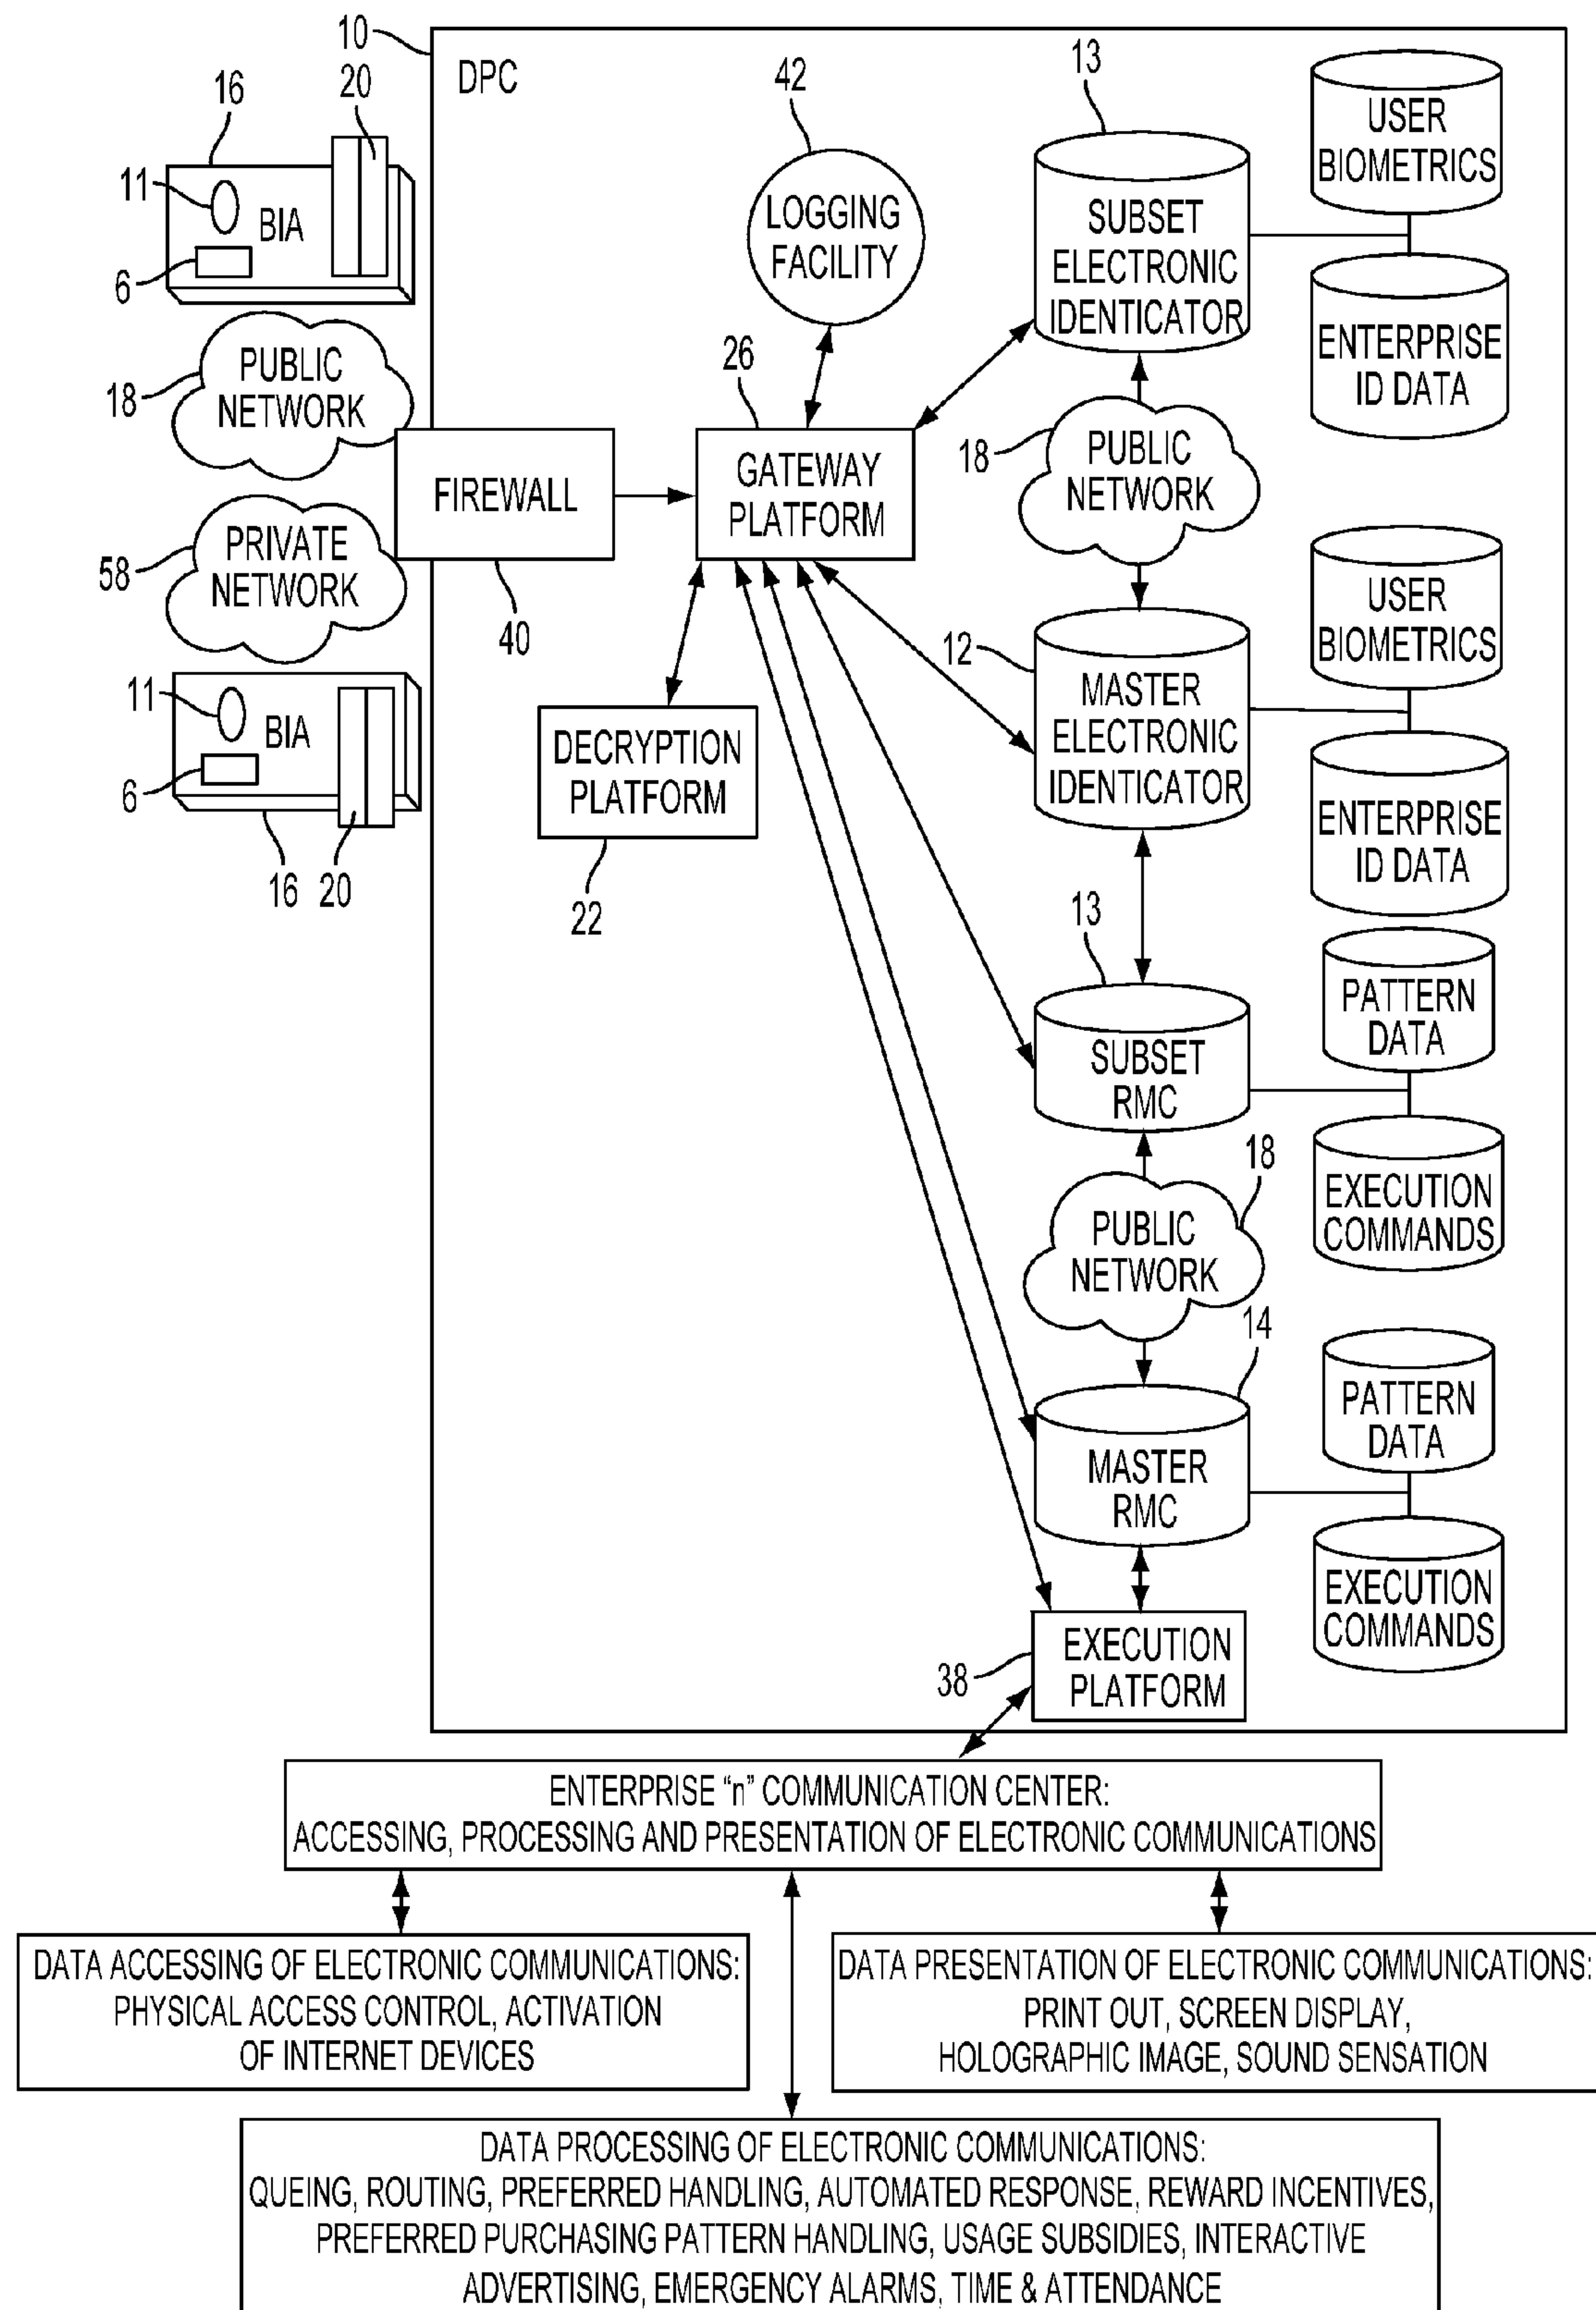 10
DPC
16
20
11
BIA
6
PUBLIC
NETWORK
18
PRIVATE
NETWORK
58
11
BIA
6
16
20
FIREWALL
40
42
LOGGING
FACILITY
26
GATEWAY
PLATFORM
DECRYPTION
PLATFORM
22
13
SUBSET
ELECTRONIC
IDENTICATOR
USER
BIOMETRICS
ENTERPRISE
ID DATA
18
PUBLIC
NETWORK
12
MASTER
ELECTRONIC
IDENTICATOR
USER
BIOMETRICS
ENTERPRISE
ID DATA
13
SUBSET
RMC
PATTERN
DATA
EXECUTION
COMMANDS
18
PUBLIC
NETWORK
14
MASTER
RMC
PATTERN
DATA
EXECUTION
COMMANDS
38
EXECUTION
PLATFORM
ENTERPRISE “n” COMMUNICATION CENTER:
ACCESSING, PROCESSING AND PRESENTATION OF ELECTRONIC COMMUNICATIONS
DATA ACCESSING OF ELECTRONIC COMMUNICATIONS:
PHYSICAL ACCESS CONTROL, ACTIVATION
OF INTERNET DEVICES
DATA PRESENTATION OF ELECTRONIC COMMUNICATIONS:
PRINT OUT, SCREEN DISPLAY,
HOLOGRAPHIC IMAGE, SOUND SENSATION
DATA PROCESSING OF ELECTRONIC COMMUNICATIONS:
QUEING, ROUTING, PREFERRED HANDLING, AUTOMATED RESPONSE, REWARD INCENTIVES,
PREFERRED PURCHASING PATTERN HANDLING, USAGE SUBSIDIES, INTERACTIVE
ADVERTISING, EMERGENCY ALARMS, TIME & ATTENDANCE